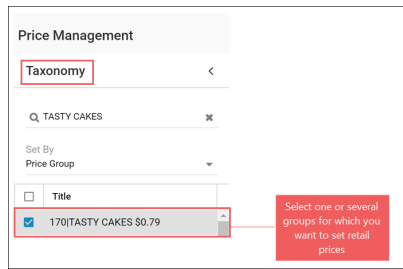 Price Management
Taxonomy
TASTY CAKES
Set By
Price Group
Title
170|TASTY CAKES $0.79
Select one or several
groups for which you
want to set retail
prices